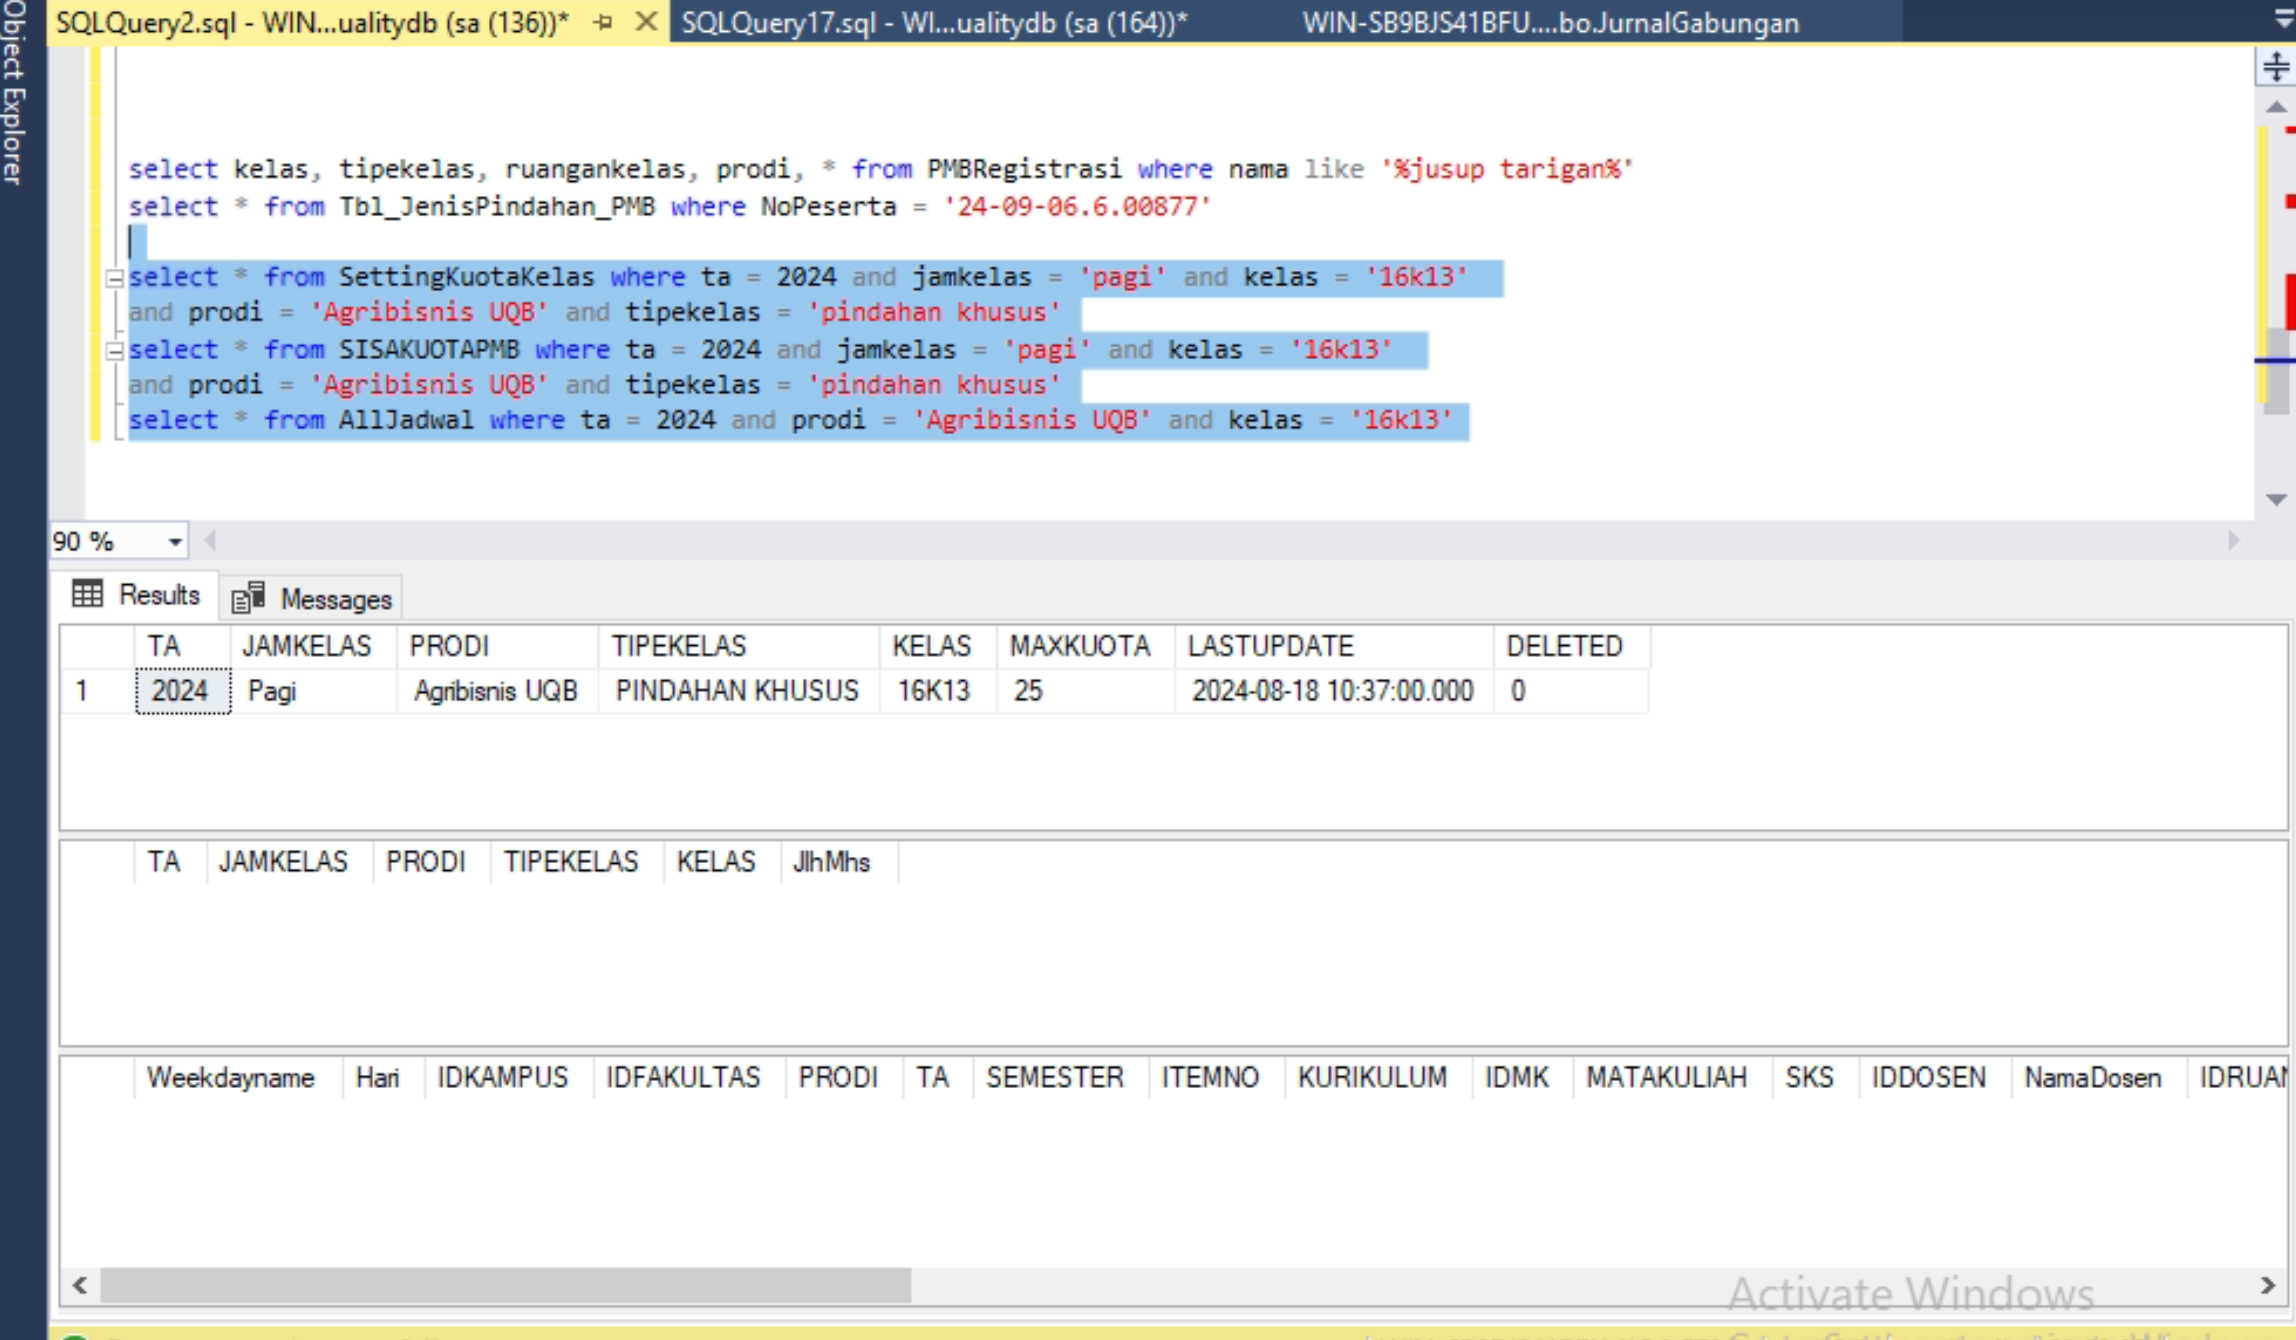 Object Explorer
SQLQuery2.sql - WIN...ualitydb (sa (136))*
SQLQuery17.sql - WI...ualitydb (sa (164))*
WIN-SB9BJS41BFU....bo.JurnalGabungan
select kelas, tipekelas, ruangankelas, prodi, * from PMBRegistrasi where nama like '%jusup tarigan%'
select * from Tbl_JenisPindahan_PMB where NoPeserta = '24-09-06.6.00877'
select * from SettingKuotaKelas where ta = 2024 and jamkelas = 'pagi' and kelas = '16k13'
and prodi = 'Agribisnis UQB' and tipekelas = 'pindahan khusus'
select * from SISAKUOTAPMB where ta = 2024 and jamkelas = 'pagi' and kelas = '16k13'
and prodi = 'Agribisnis UQB' and tipekelas = 'pindahan khusus'
select * from AllJadwal where ta = 2024 and prodi = 'Agribisnis UQB' and kelas = '16k13'
90 %
Results Messages
TA JAMKELAS PRODI TIPEKELAS KELAS MAXKUOTA LASTUPDATE DELETED
1 2024 Pagi Agribisnis UQB PINDAHAN KHUSUS 16K13 25 2024-08-18 10:37:00.000 0
TA JAMKELAS PRODI TIPEKELAS KELAS JlhMhs
Weekdayname Hari IDKAMPUS IDFAKULTAS PRODI TA SEMESTER ITEMNO KURIKULUM IDMK MATAKULIAH SKS IDDOSEN NamaDosen IDRUAN
Activate Windows